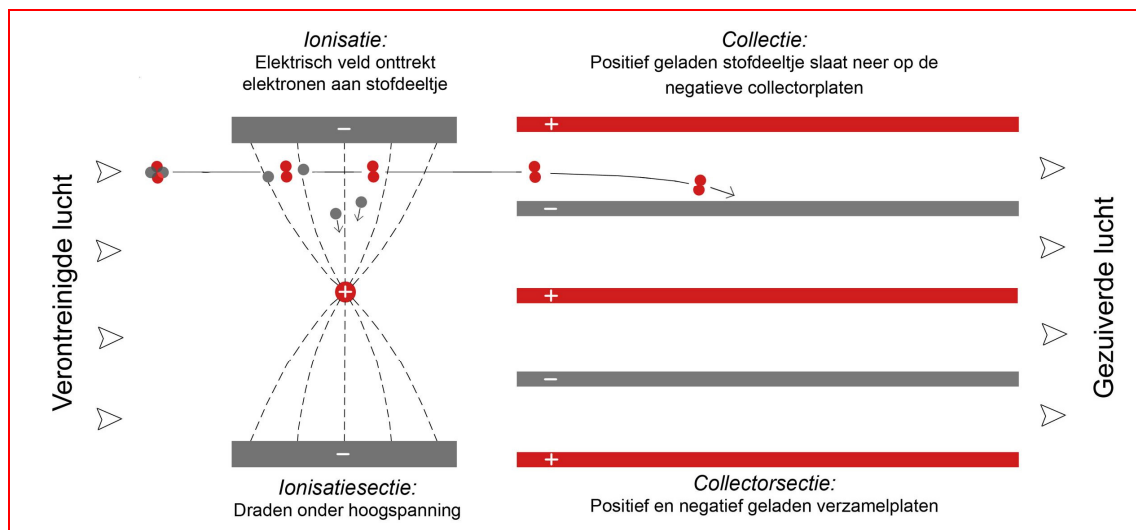 Ionisatie:
Elektrisch veld onttrekt
elektronen aan stofdeeltje
Collectie:
Positief geladen stofdeeltje slaat neer op de
negatieve collectorplaten
Verontreinigde lucht
−
+
−
+
−
+
−
+
Gezuiverde lucht
Ionisatiesectie:
Draden onder hoogspanning
Collectorsectie:
Positief en negatief geladen verzamelplaten